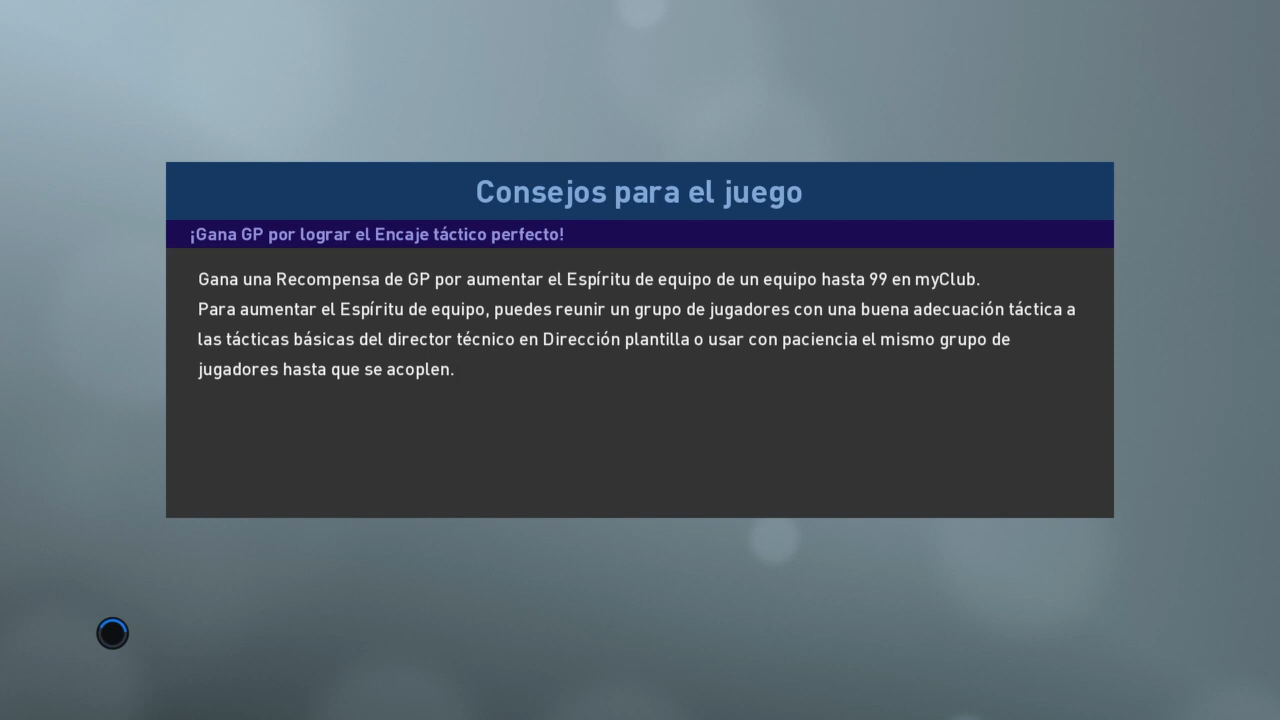 Consejos para el juego
¡Gana GP por lograr el Encaje táctico perfecto!
Gana una Recompensa de GP por aumentar el Espíritu de equipo de un equipo hasta 99 en myClub.
Para aumentar el Espíritu de equipo, puedes reunir un grupo de jugadores con una buena adecuación táctica a
las tácticas básicas del director técnico en Dirección plantilla o usar con paciencia el mismo grupo de
jugadores hasta que se acoplen.